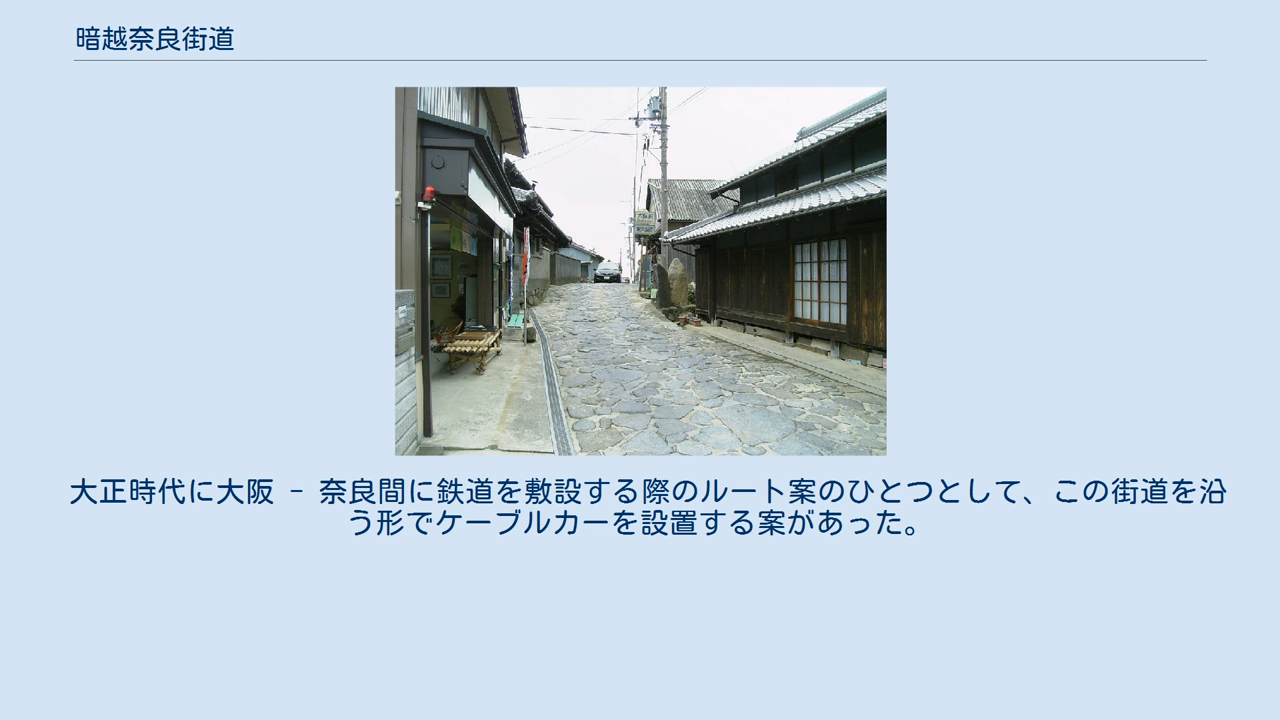 暗越奈良街道
大正時代に大阪 - 奈良間に鉄道を敷設する際のルート案のひとつとして、この街道を沿
う形でケーブルカーを設置する案があった。